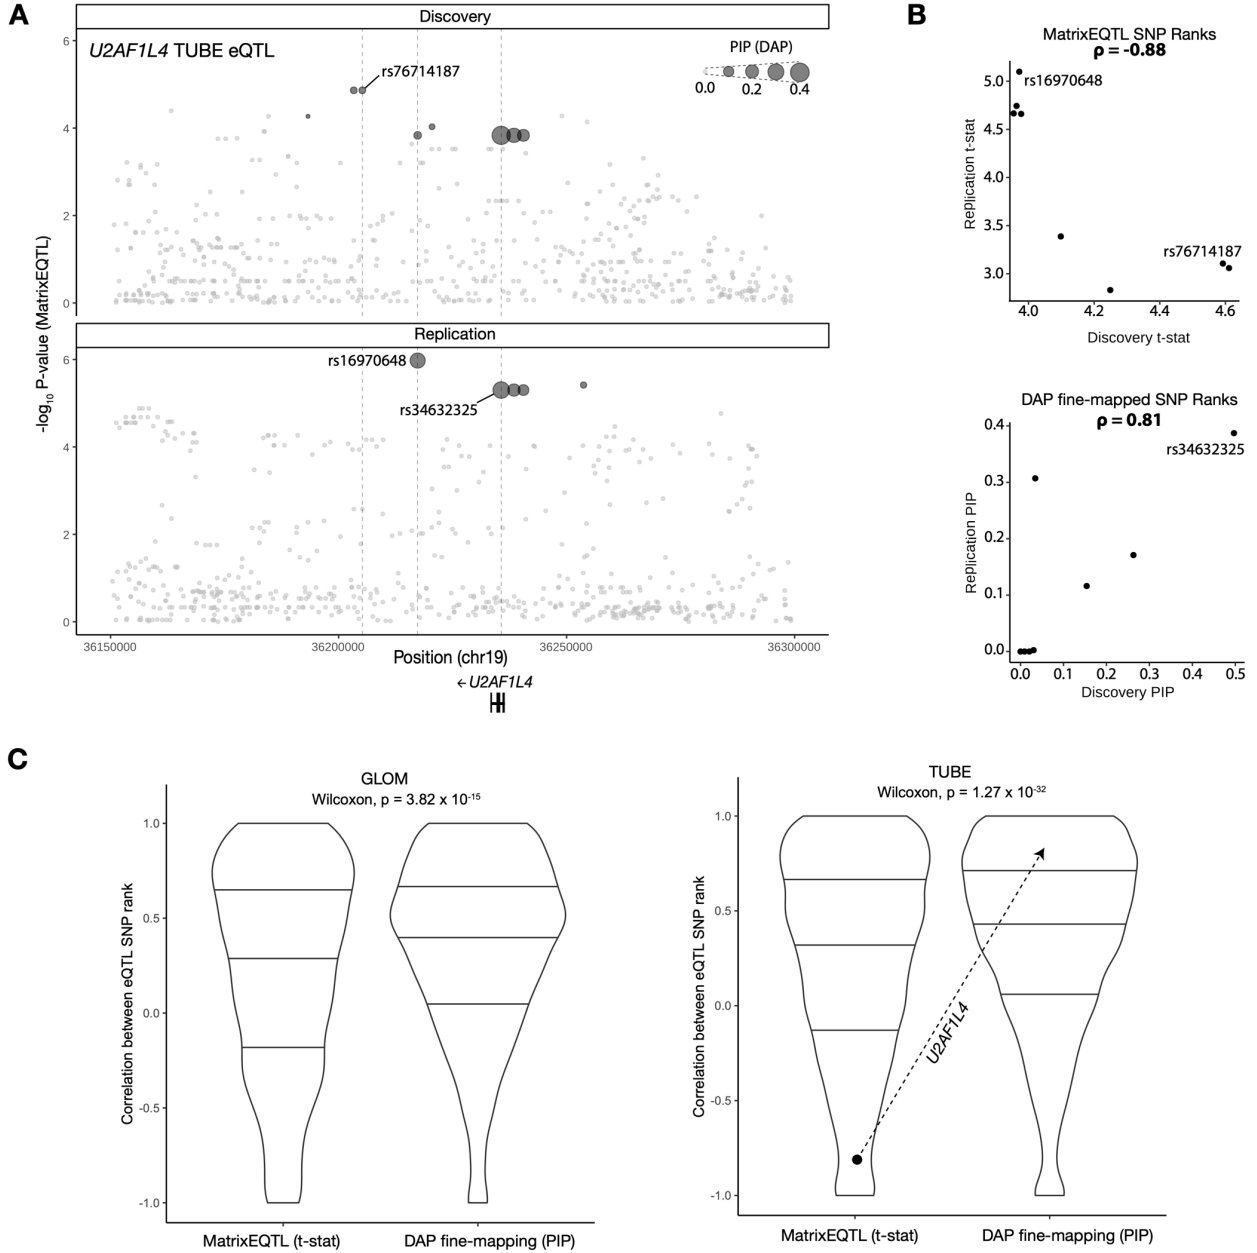 A
Discovery
U2AF1L4 TUBE eQTL
PIP (DAP)
0.0 0.2 0.4
rs76714187
6
4
2
0
-log10 P-value (MatrixEQTL)
Replication
rs16970648
rs34632325
6
4
2
0
36150000 36200000 36250000 36300000
Position (chr19)
← U2AF1L4
B
MatrixEQTL SNP Ranks
ρ = -0.88
rs16970648
rs76714187
5.0
4.5
4.0
3.5
3.0
Replication t-stat
4.0 4.2 4.4 4.6
Discovery t-stat
DAP fine-mapped SNP Ranks
ρ = 0.81
rs34632325
0.4
0.3
0.2
0.1
0.0
Replication PIP
0.0 0.1 0.2 0.3 0.4 0.5
Discovery PIP
C
GLOM
Wilcoxon, p = 3.82 x 10-15
1.0
0.5
0.0
-0.5
-1.0
Correlation between eQTL SNP rank
MatrixEQTL (t-stat) DAP fine-mapping (PIP)
TUBE
Wilcoxon, p = 1.27 x 10-32
1.0
0.5
0.0
-0.5
-1.0
Correlation between eQTL SNP rank
U2AF1L4
MatrixEQTL (t-stat) DAP fine-mapping (PIP)